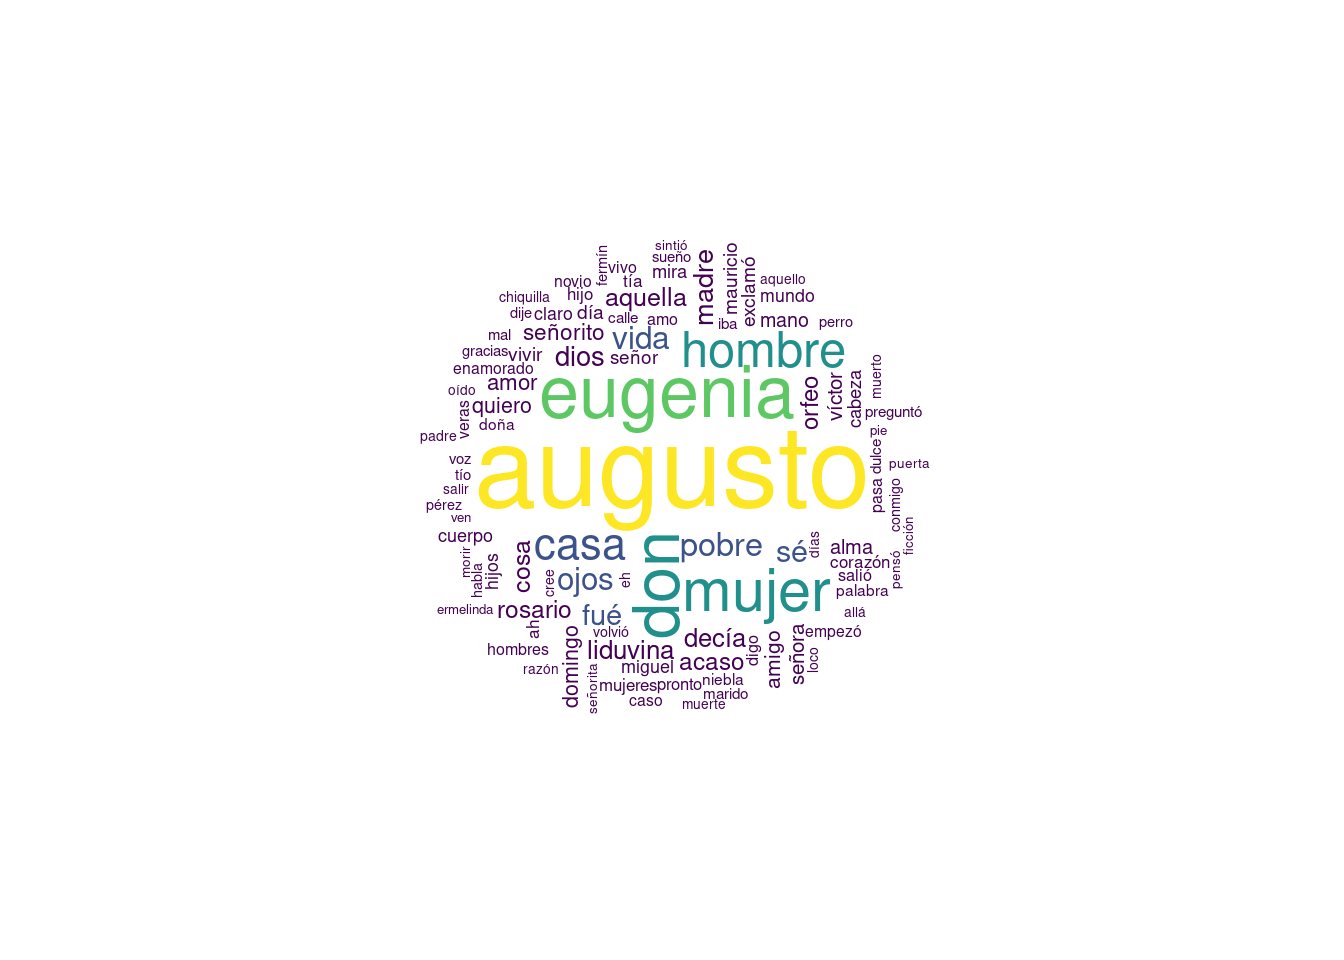 sintió
sueño
fermín
vivo
mira
madre
mauricio
exclamó
aquello
novio
tía
chiquilla
hijo
aquella
mundo
dije
claro
día
calle
amo
iba
mano
perro
mal
señorito
vida
hombre
gracias
vivir
dios
señor
enamorado
eugenia
orfeo
víctor
cabeza
muerto
oído
amor
veras
quiero
preguntó
doña
padre
pie
augusto
voz
tío
salir
pérez
ven
pasa
dulce
puerta
conmigo
ficción
cuerpo
casa
don
pobre
sé
días
alma
morir
habla
hijos
cosa
cree
ojos
eh
mujer
corazón
salió
pensó
palabra
ermelinda
rosario
fué
allá
ah
volvió
decía
empezó
hombres
domingo
liduvina
acaso
digo
amigo
señora
loco
razón
señorita
miguel
mujeres
pronto
niebla
caso
marido
muerte